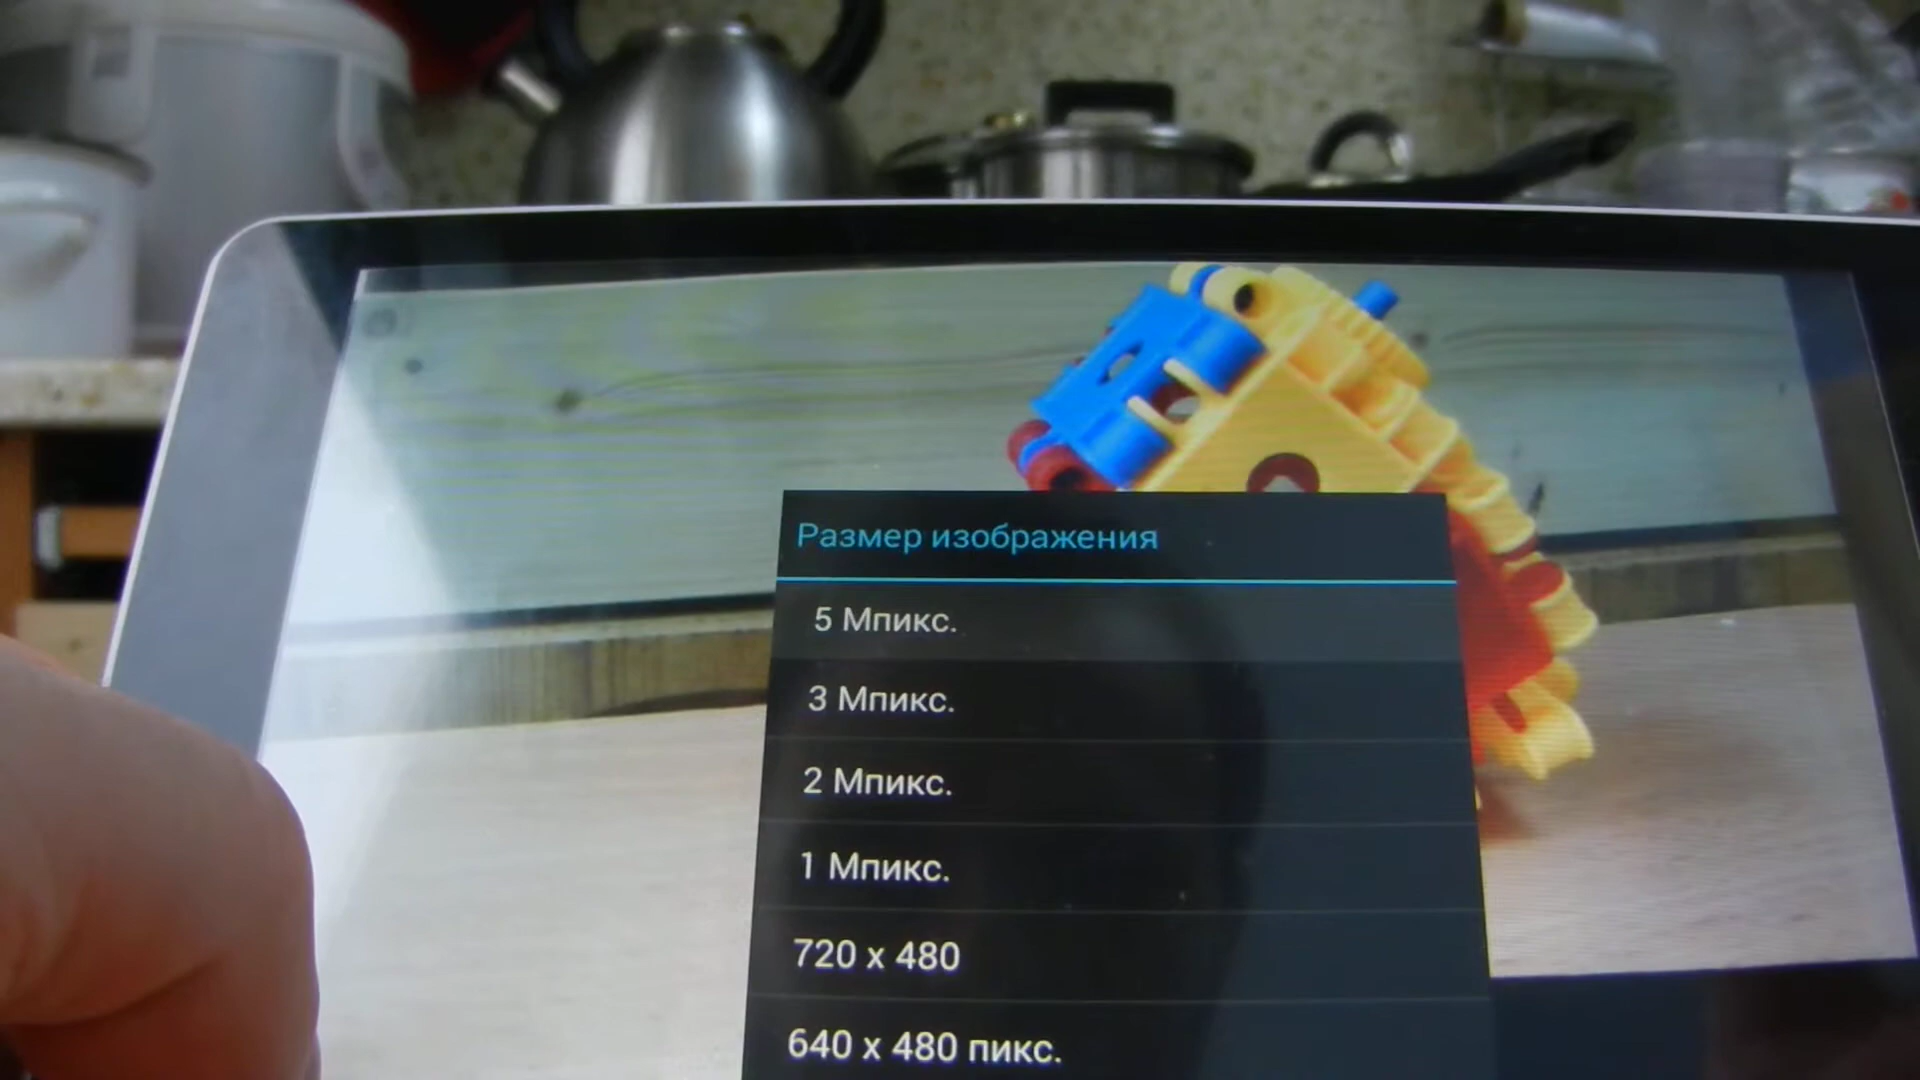 Размер изображения
5 Мпикс.
3 Мпикс.
2 Мпикс.
1 Мпикс.
720 x 480
640 x 480 пикс.